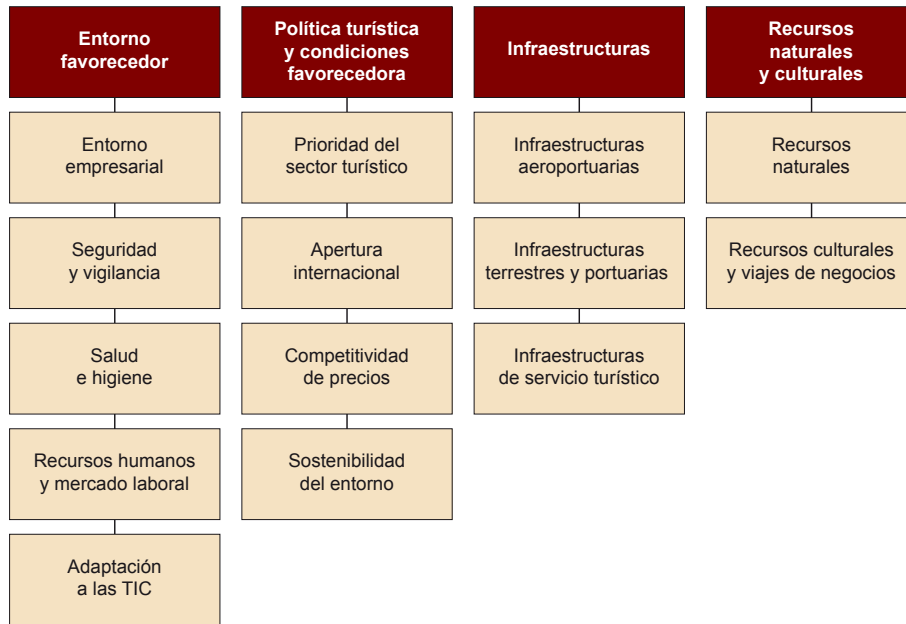 Entorno
favorecedor
Entorno
empresarial
Seguridad
y vigilancia
Salud
e higiene
Recursos humanos
y mercado laboral
Adaptación
a las TIC
Política turística
y condiciones
favorecedora
Prioridad del
sector turístico
Apertura
internacional
Competitividad
de precios
Sostenibilidad
del entorno
Infraestructuras
Infraestructuras
aeroportuarias
Infraestructuras
terrestres y portuarias
Infraestructuras
de servicio turístico
Recursos
naturales
y culturales
Recursos
naturales
Recursos culturales
y viajes de negocios